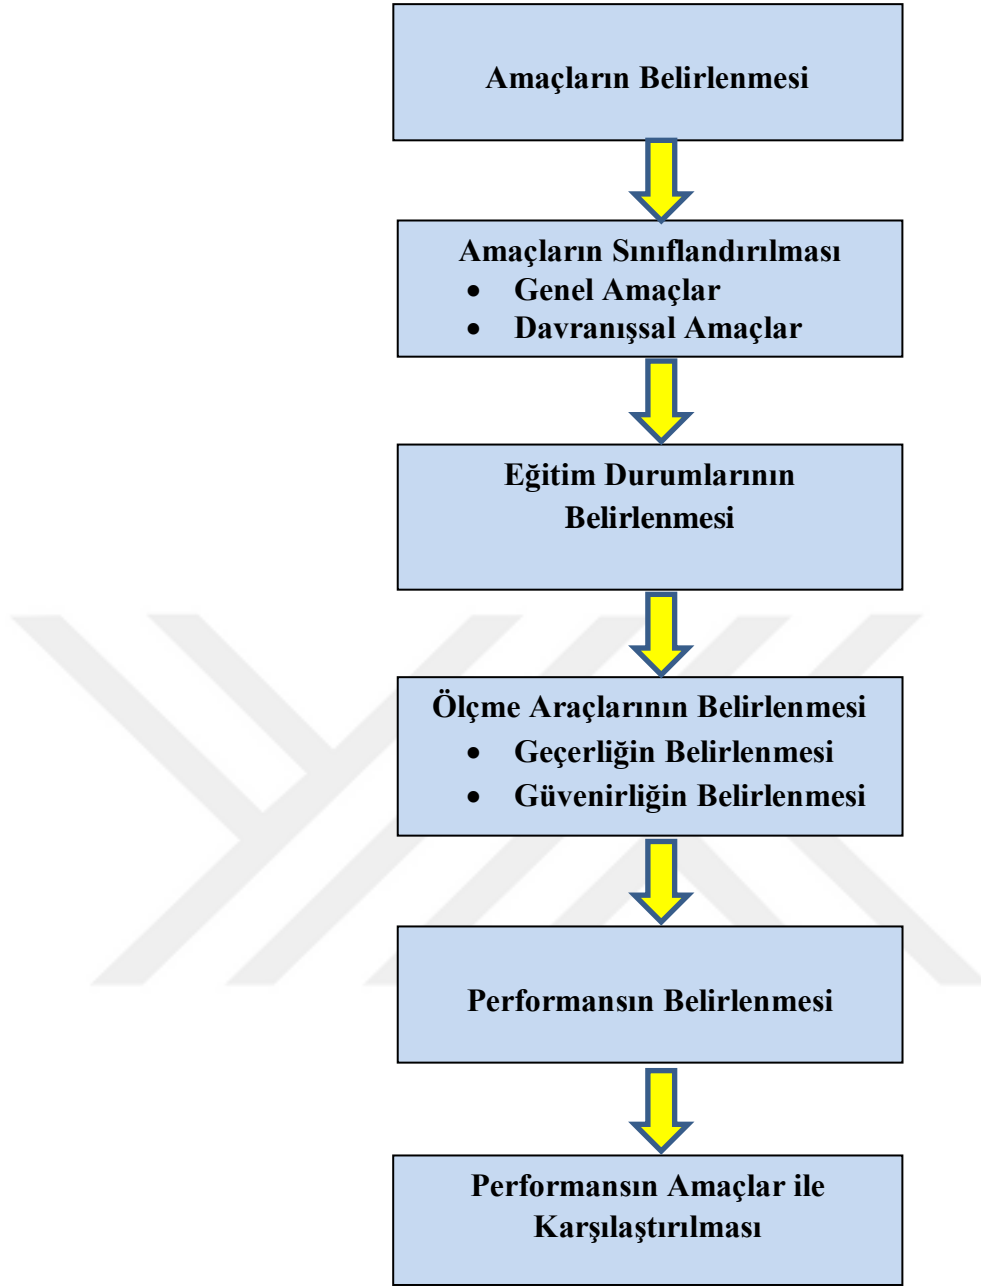 Amaçların Belirlenmesi
Amaçların Sınıflandırılması
• Genel Amaçlar
• Davranışsal Amaçlar
Eğitim Durumlarının
Belirlenmesi
Ölçme Araçlarının Belirlenmesi
• Geçerliğin Belirlenmesi
• Güvenirliğin Belirlenmesi
Performansın Belirlenmesi
Performansın Amaçlar ile
Karşılaştırılması